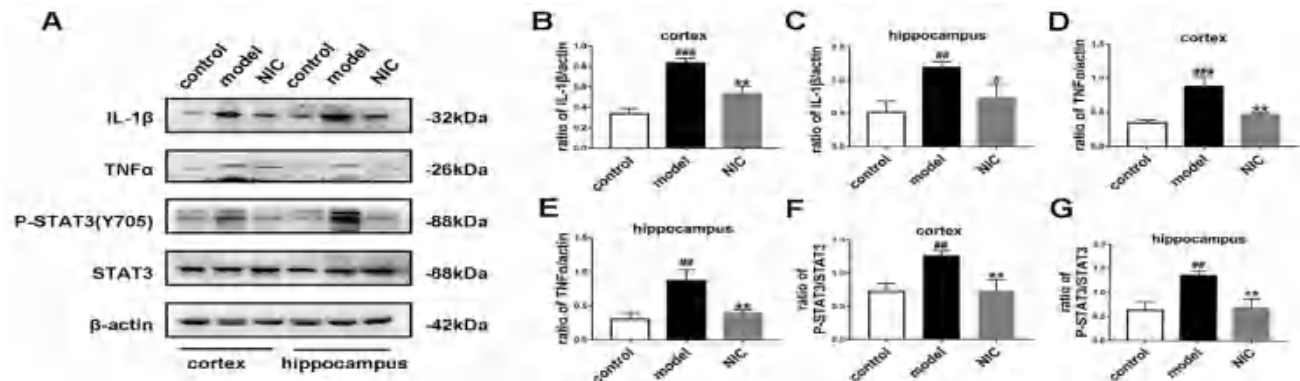 A
control model NIC control model NIC
IL-1β -32kDa
TNFα -26kDa
P-STAT3(Y705) -88kDa
STAT3 -88kDa
β-actin -42kDa
cortex hippocampus
B
cortex
ratio of IL-1β/actin
###
**
control model NIC
C
hippocampus
ratio of IL-1β/actin
##
*
control model NIC
D
cortex
ratio of TNFα/actin
###
**
control model NIC
E
hippocampus
ratio of TNFα/actin
##
**
control model NIC
F
cortex
ratio of
P-STAT3/STAT3
##
**
control model NIC
G
hippocampus
ratio of
P-STAT3/STAT3
##
**
control model NIC